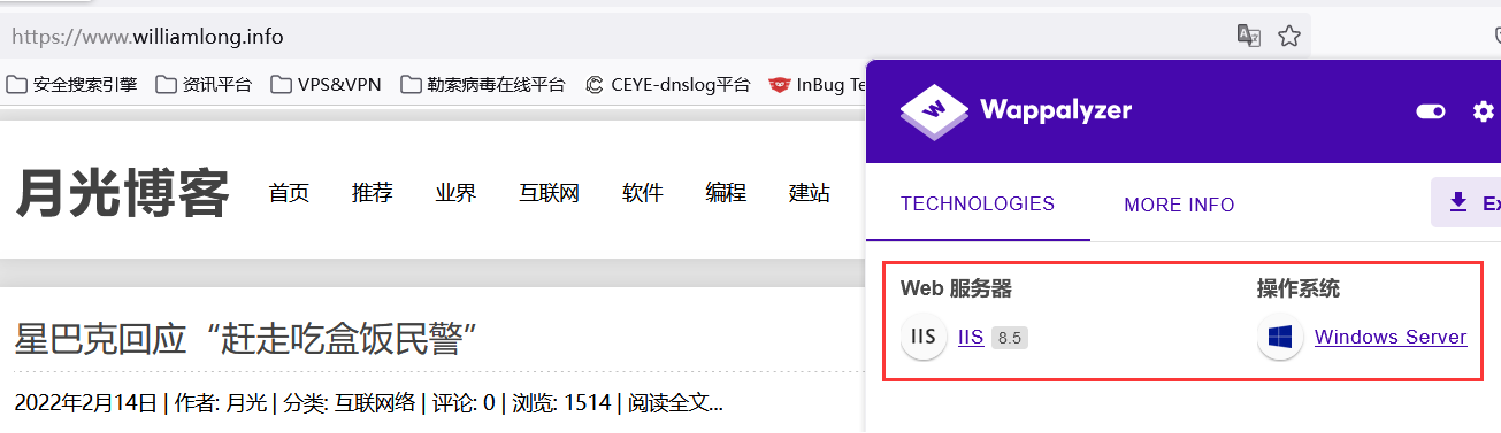 https://www.williamlong.info
安全搜索引擎 资讯平台 VPS&VPN 勒索病毒在线平台 CEYE-dnslog平台 InBug Te
Wappalyzer
月光博客 首页 推荐 业界 互联网 软件 编程 建站
TECHNOLOGIES MORE INFO Ex
Web 服务器 操作系统
IIS IIS 8.5 Windows Server
星巴克回应“赶走吃盒饭民警”
2022年2月14日 | 作者: 月光 | 分类: 互联网络 | 评论: 0 | 浏览: 1514 | 阅读全文...